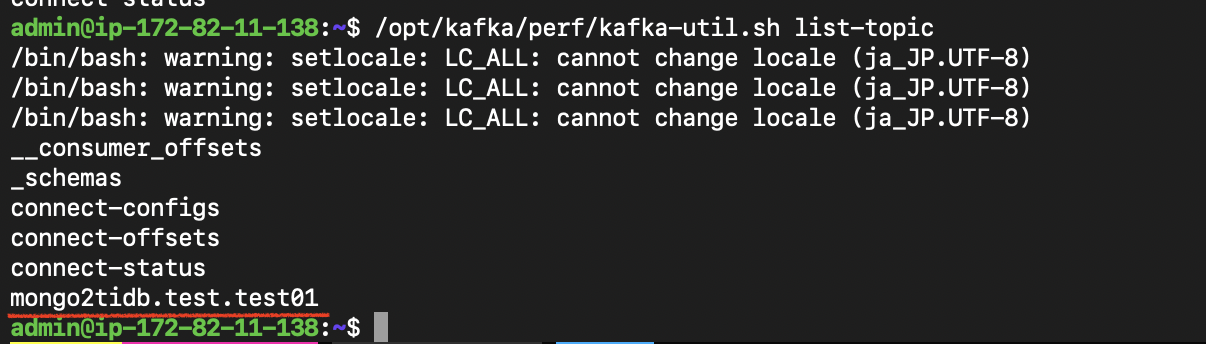 connect-status
admin@ip-172-82-11-138:~$ /opt/kafka/perf/kafka-util.sh list-topic
/bin/bash: warning: setlocale: LC_ALL: cannot change locale (ja_JP.UTF-8)
/bin/bash: warning: setlocale: LC_ALL: cannot change locale (ja_JP.UTF-8)
/bin/bash: warning: setlocale: LC_ALL: cannot change locale (ja_JP.UTF-8)
__consumer_offsets
_schemas
connect-configs
connect-offsets
connect-status
mongo2tidb.test.test01
admin@ip-172-82-11-138:~$